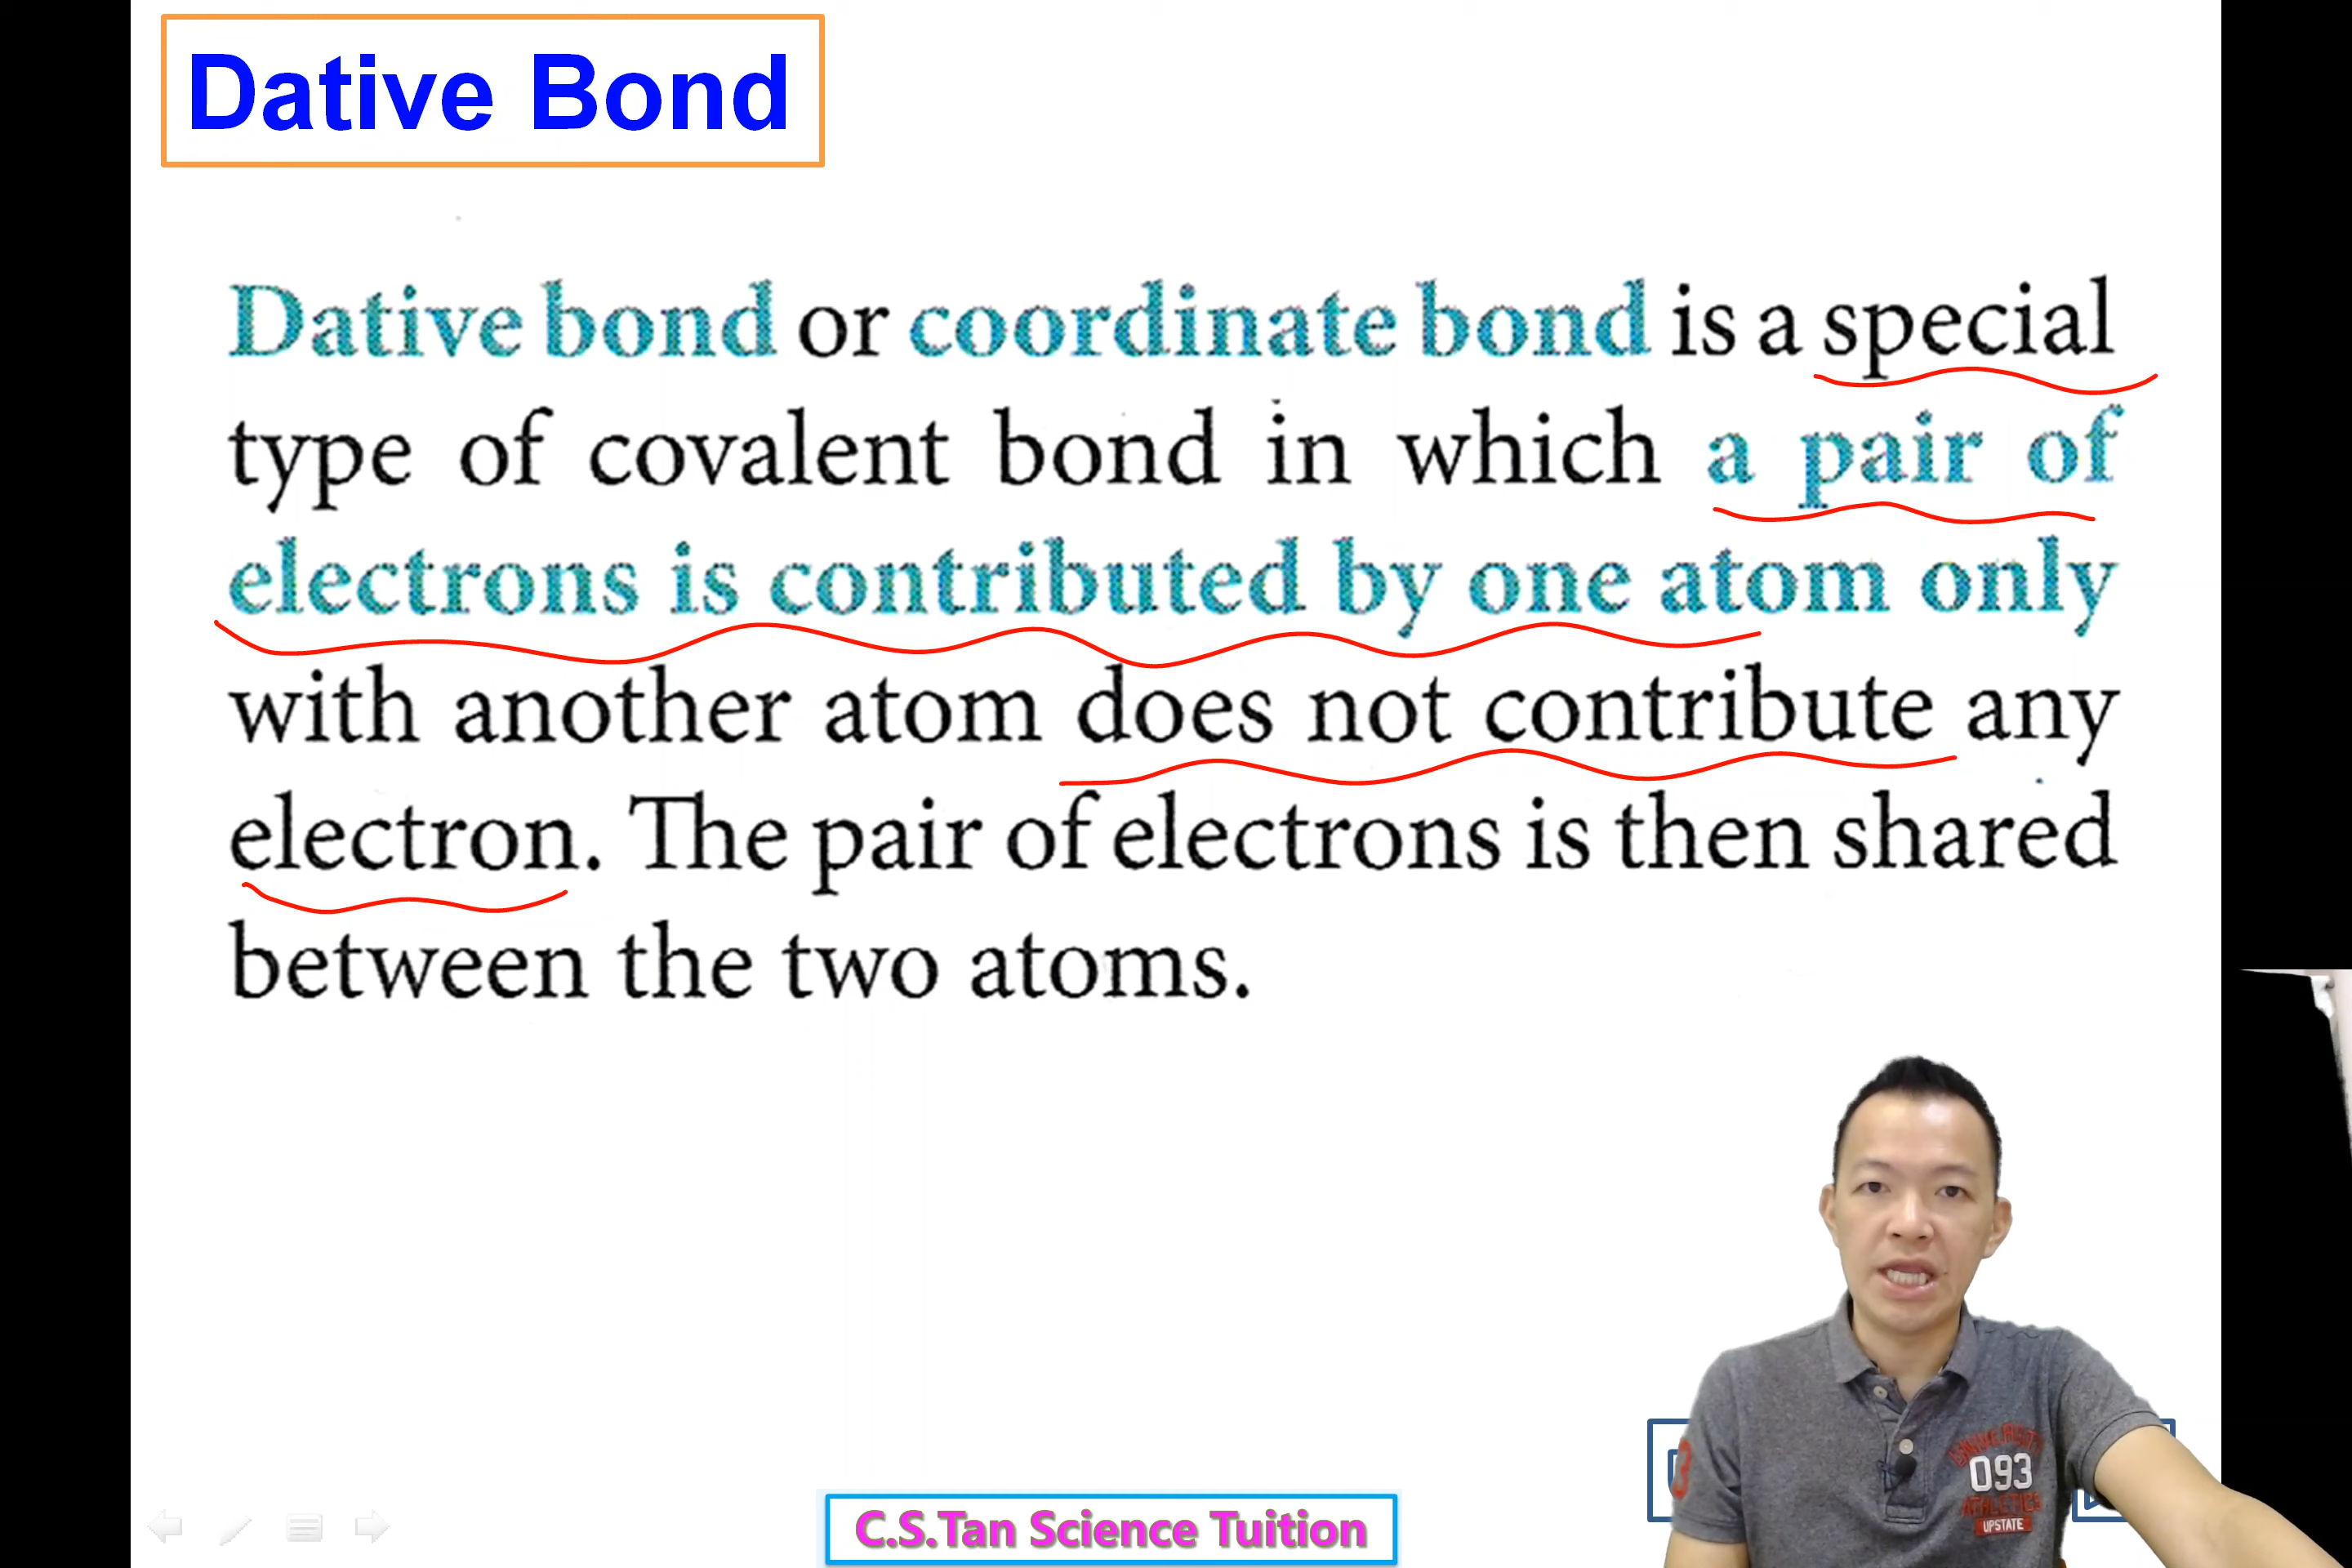 Dative Bond
Dative bond or coordinate bond is a special
type of covalent bond in which a pair of
electrons is contributed by one atom only
with another atom does not contribute any
electron. The pair of electrons is then shared
between the two atoms.
093
UPSTATE
C.S.Tan Science Tuition